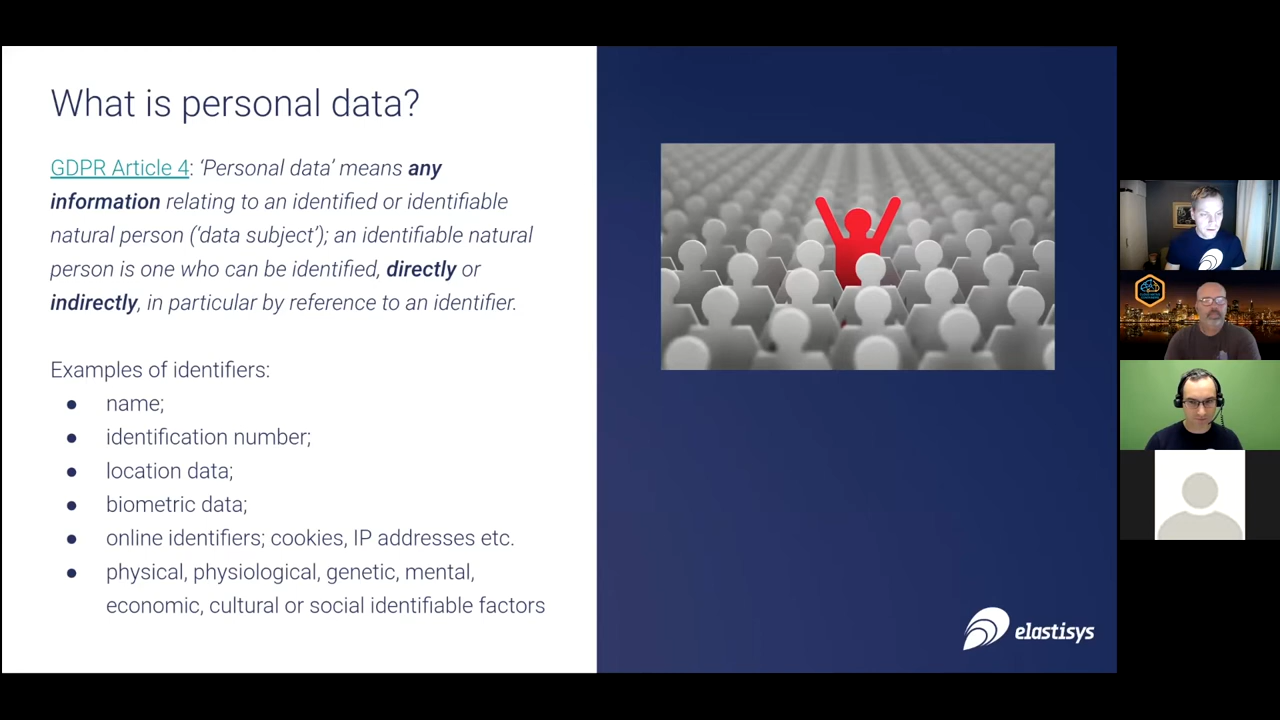 What is personal data?
GDPR Article 4: ‘Personal data’ means any
information relating to an identified or identifiable
natural person (‘data subject’); an identifiable natural
person is one who can be identified, directly or
indirectly, in particular by reference to an identifier.
Examples of identifiers:
● name;
● identification number;
● location data;
● biometric data;
● online identifiers; cookies, IP addresses etc.
● physical, physiological, genetic, mental,
economic, cultural or social identifiable factors
elastisys